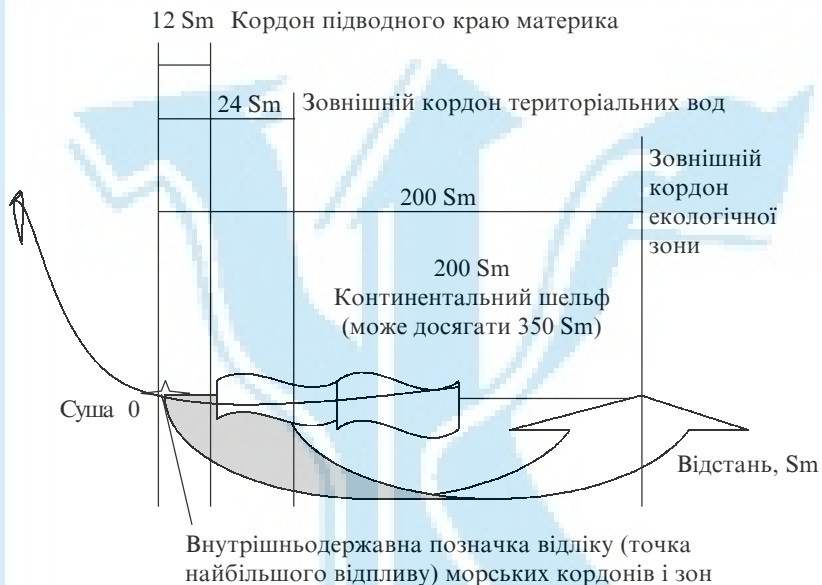 12 Sm Кордон підводного краю материка
24 Sm Зовнішній кордон територіальних вод
Зовнішній
кордон
екологічної
зони
200 Sm
200 Sm
Континентальний шельф
(може досягати 350 Sm)
Суша 0
Відстань, Sm
Внутрішньодержавна позначка відліку (точка
найбільшого відпливу) морських кордонів і зон